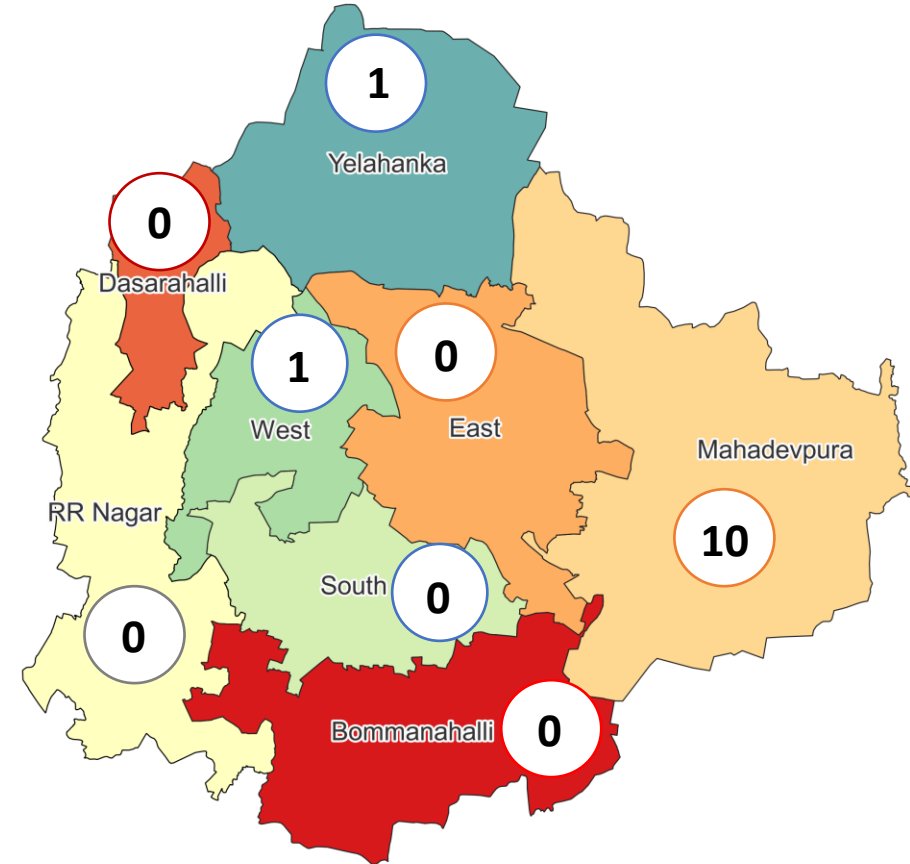 1
Yelahanka
0
Dasarahalli
1
0
West
East
Mahadevpura
RR Nagar
10
South
0
0
Bommanahalli
0